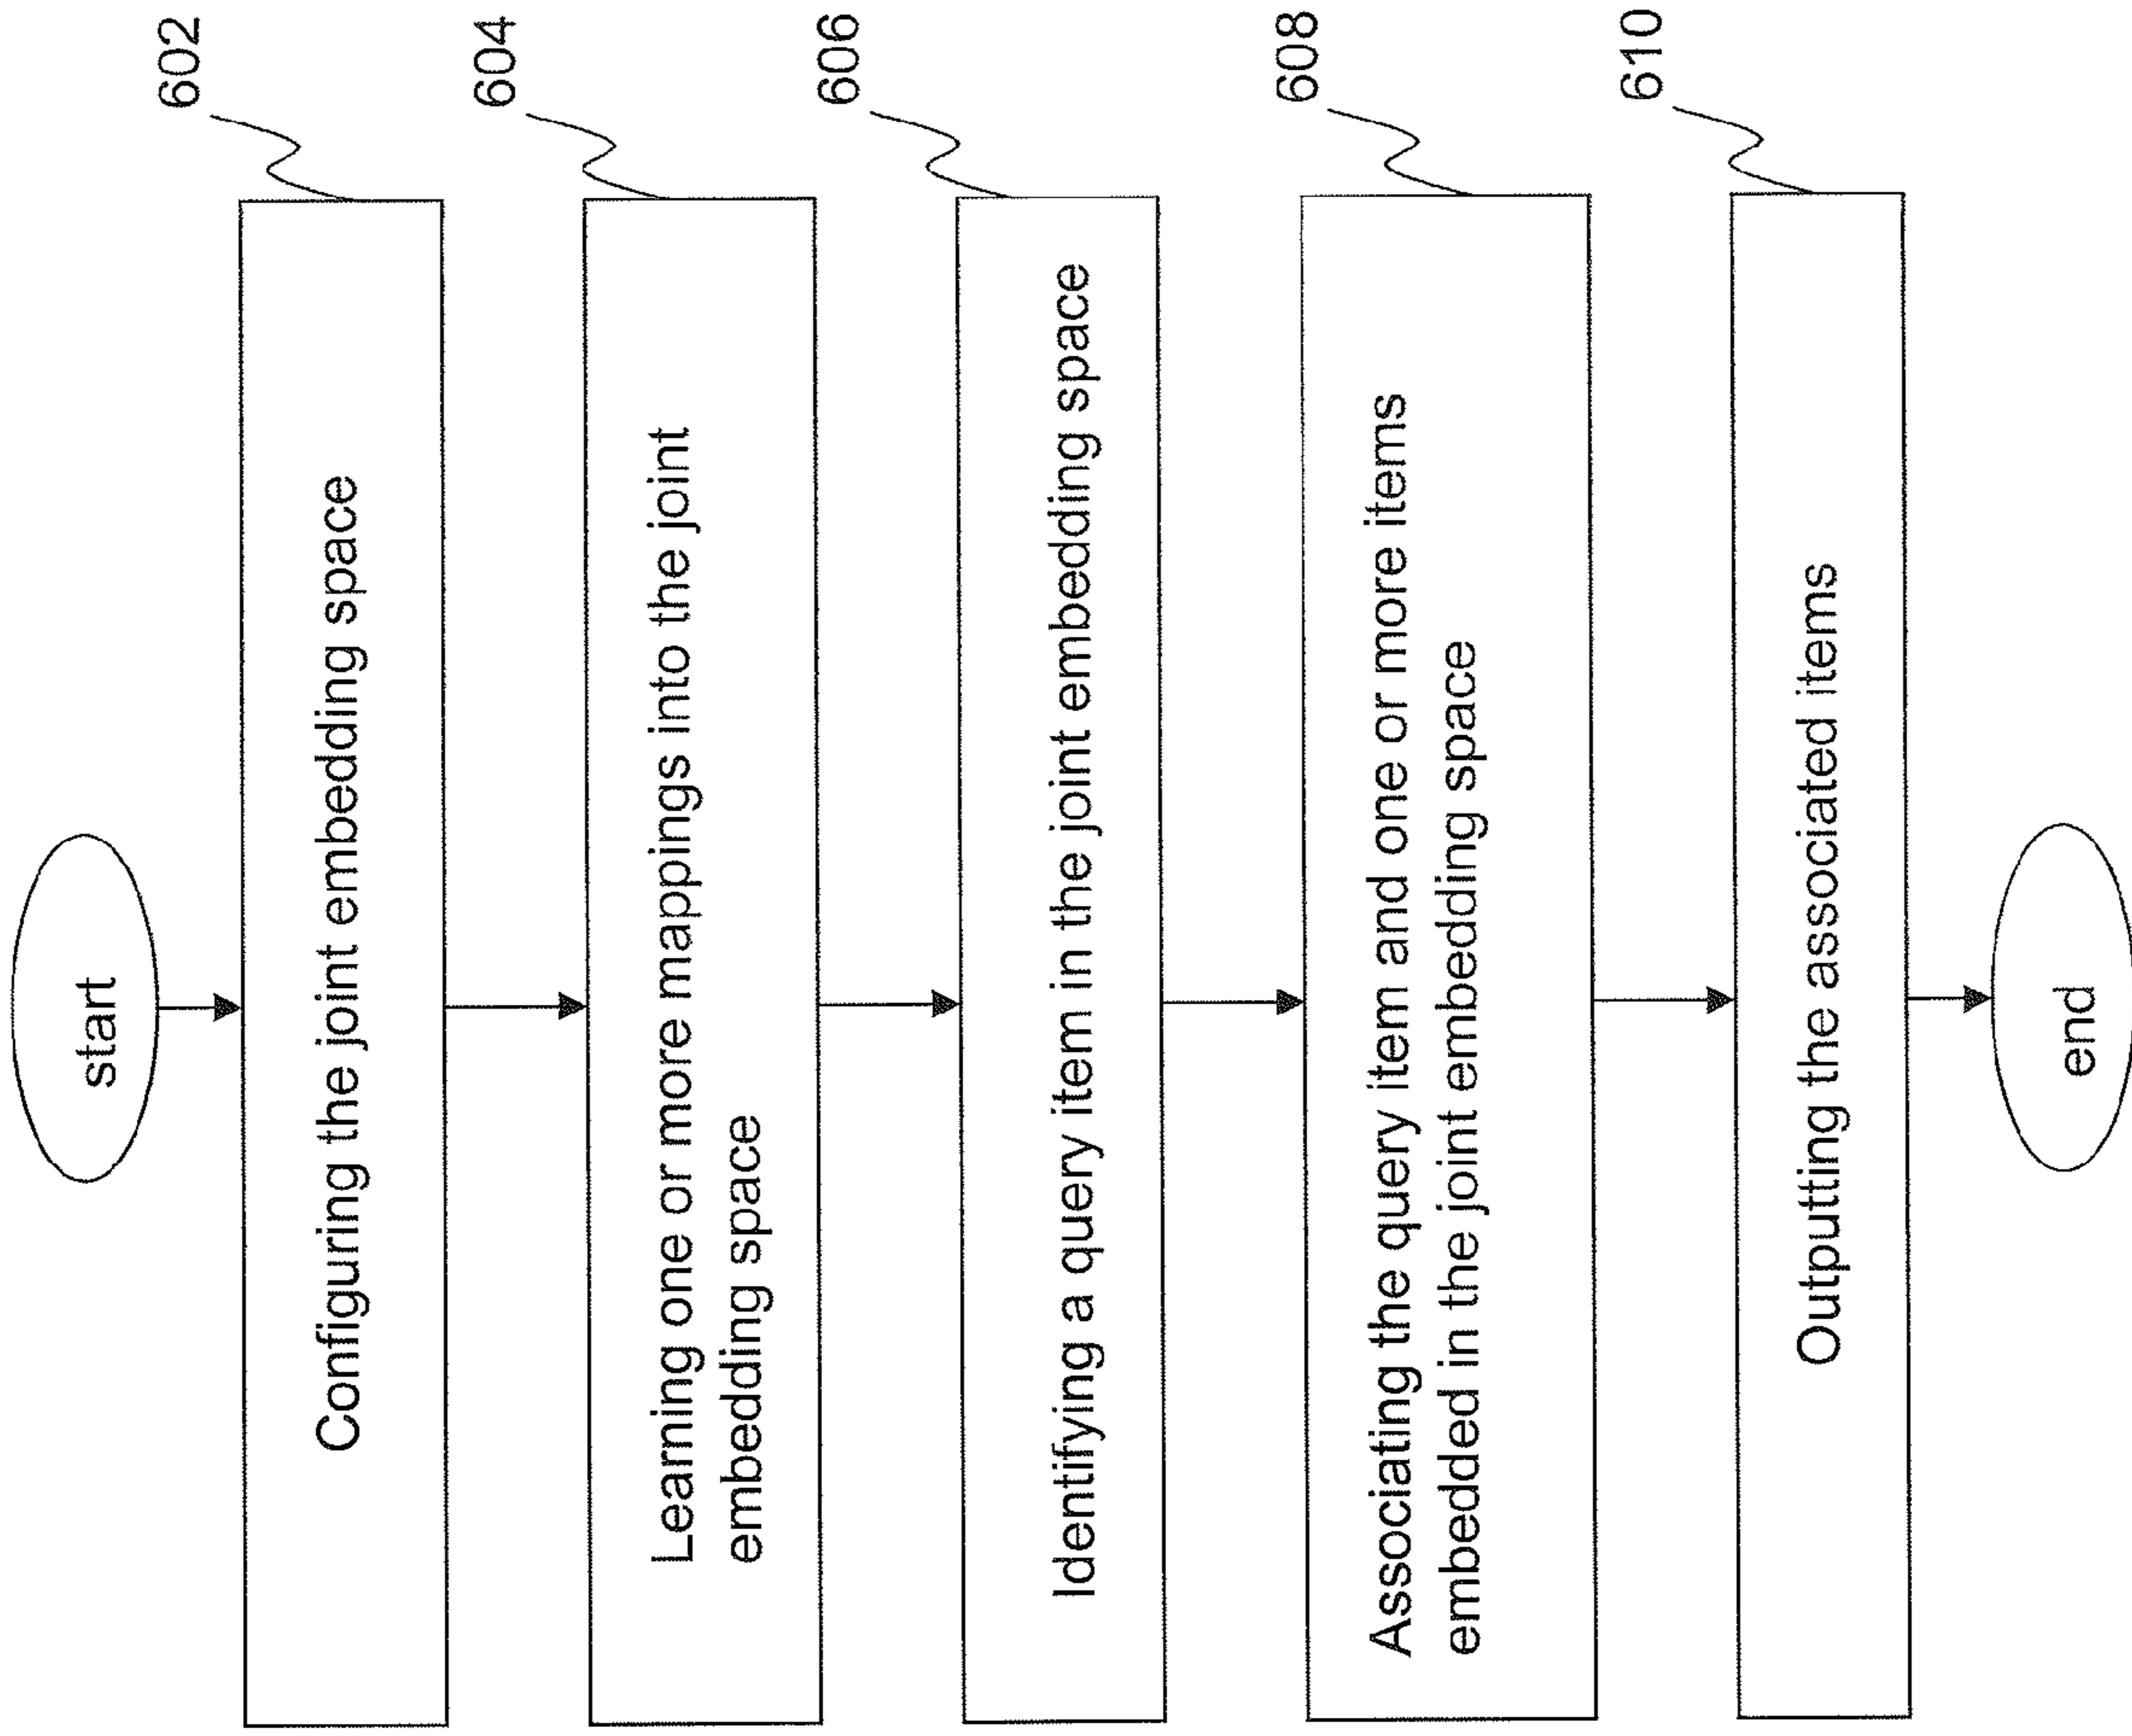 start
602
Configuring the joint embedding space
604
Learning one or more mappings into the joint
embedding space
606
Identifying a query item in the joint embedding space
608
Associating the query item and one or more items
embedded in the joint embedding space
610
Outputting the associated items
end